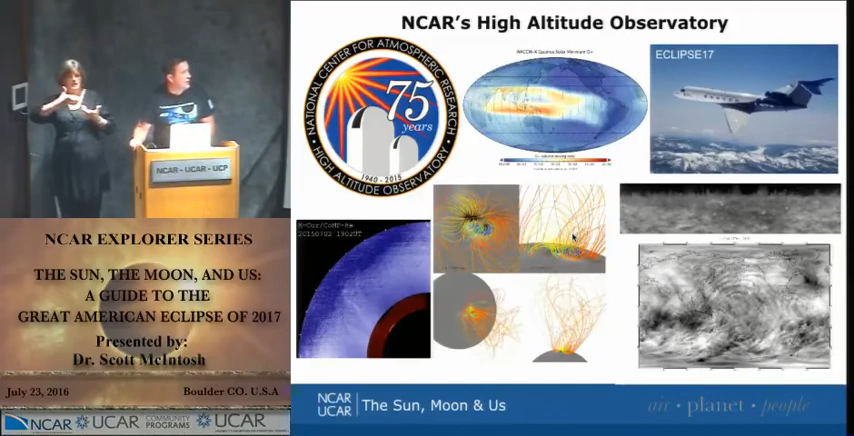 NCAR's High Altitude Observatory
NATIONAL CENTER FOR ATMOSPHERIC RESEARCH
75
years
1940 - 2015
HIGH ALTITUDE OBSERVATORY
ECLIPSE17
NCAR - UCAR - UCP
20150702 1902UT
NCAR EXPLORER SERIES
THE SUN, THE MOON, AND US:
A GUIDE TO THE
GREAT AMERICAN ECLIPSE OF 2017
Presented by:
Dr. Scott McIntosh
July 23, 2016
Boulder CO. U.S.A
NCAR
UCAR
COMMUNITY
PROGRAMS
UCAR
NCAR
UCAR
The Sun, Moon & Us
air • planet • people